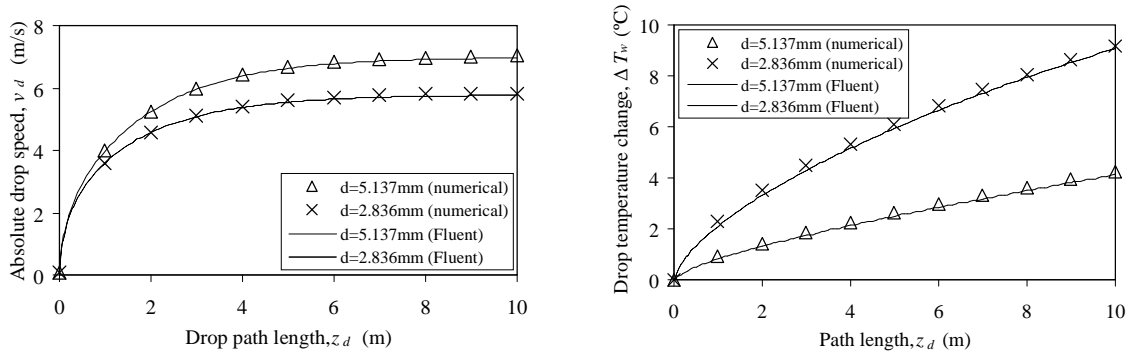 Absolute drop speed, v d (m/s)
8
6
4
2
0
0 2 4 6 8 10
Drop path length,z d (m)
d=5.137mm (numerical)
d=2.836mm (numerical)
d=5.137mm (Fluent)
d=2.836mm (Fluent)
Drop temperature change, Δ T w (ºC)
10
8
6
4
2
0
0 2 4 6 8 10
Path length,z d (m)
d=5.137mm (numerical)
d=2.836mm (numerical)
d=5.137mm (Fluent)
d=2.836mm (Fluent)